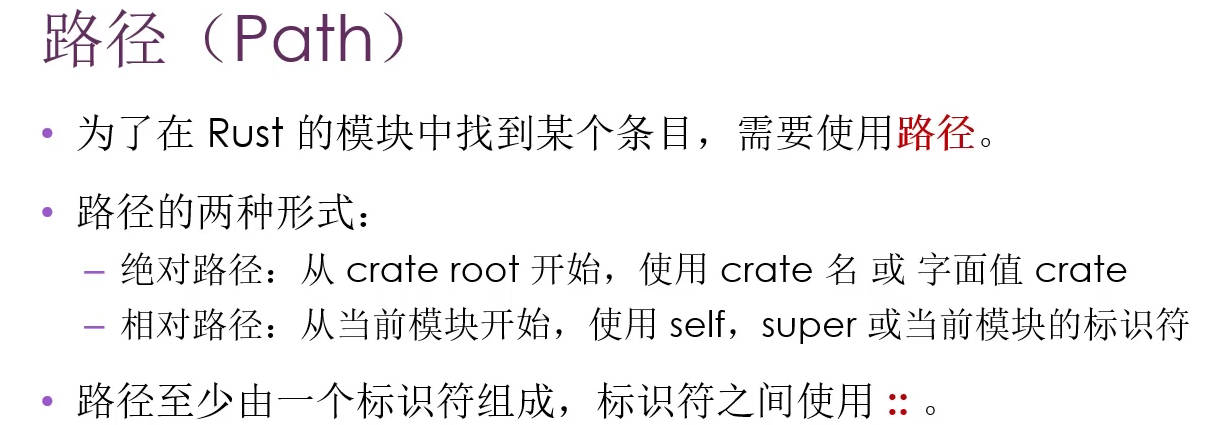 路径（Path）
• 为了在 Rust 的模块中找到某个条目，需要使用路径。
• 路径的两种形式：
– 绝对路径：从 crate root 开始，使用 crate 名 或 字面值 crate
– 相对路径：从当前模块开始，使用 self，super 或当前模块的标识符
• 路径至少由一个标识符组成，标识符之间使用 :: 。